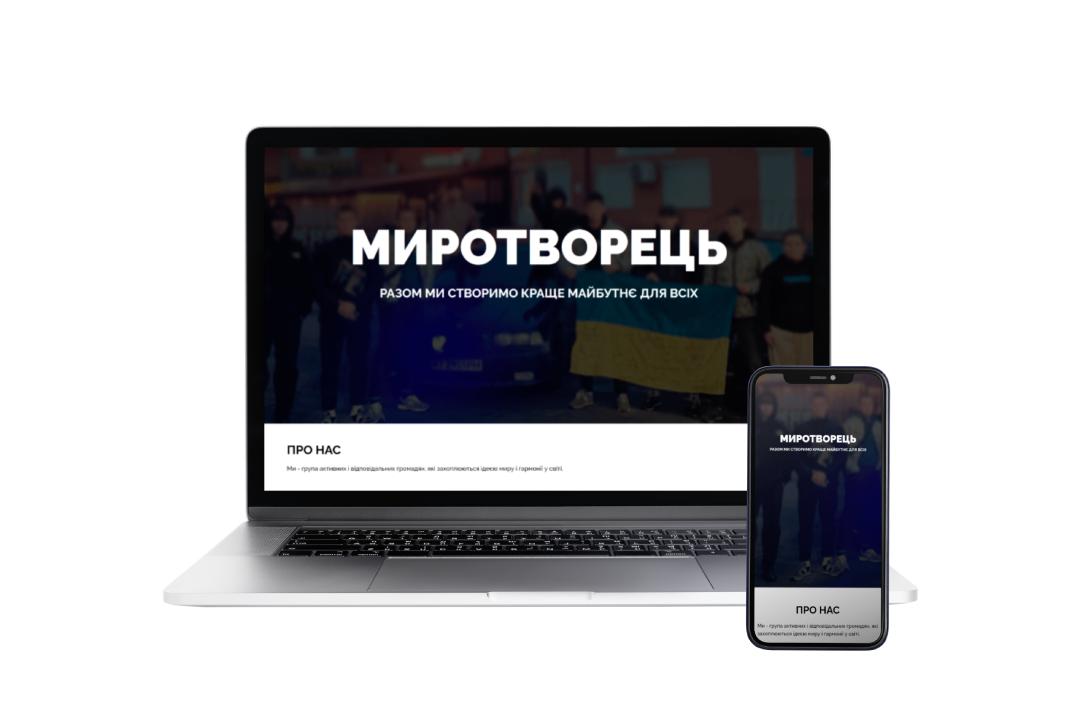 МИРОТВОРЕЦЬ
РАЗОМ МИ СТВОРИМО КРАЩЕ МАЙБУТНЄ ДЛЯ ВСІХ
ПРО НАС
Ми - група активних і відповідальних громадян, які захоплюються ідеєю миру і гармонії у світі.
МИРОТВОРЕЦЬ
РАЗОМ МИ СТВОРИМО КРАЩЕ МАЙБУТНЄ ДЛЯ ВСІХ
ПРО НАС
Ми - група активних і відповідальних громадян, які
захоплюються ідеєю миру і гармонії у світі.